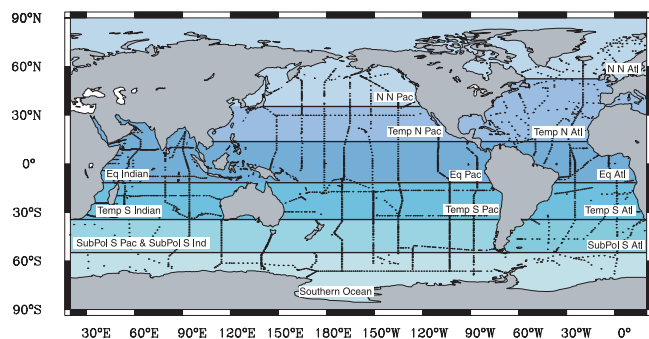 90°N
60°N
N N Atl
N N Pac
30°N
Temp N Pac
Temp N Atl
0°
Eq Indian
Eq Pac
Eq Atl
Temp S Indian
Temp S Pac
Temp S Atl
30°S
SubPol S Pac & SubPol S Ind
SubPol S Atl
60°S
Southern Ocean
90°S
30°E 60°E 90°E 120°E 150°E 180°W 150°W 120°W 90°W 60°W 30°W 0°